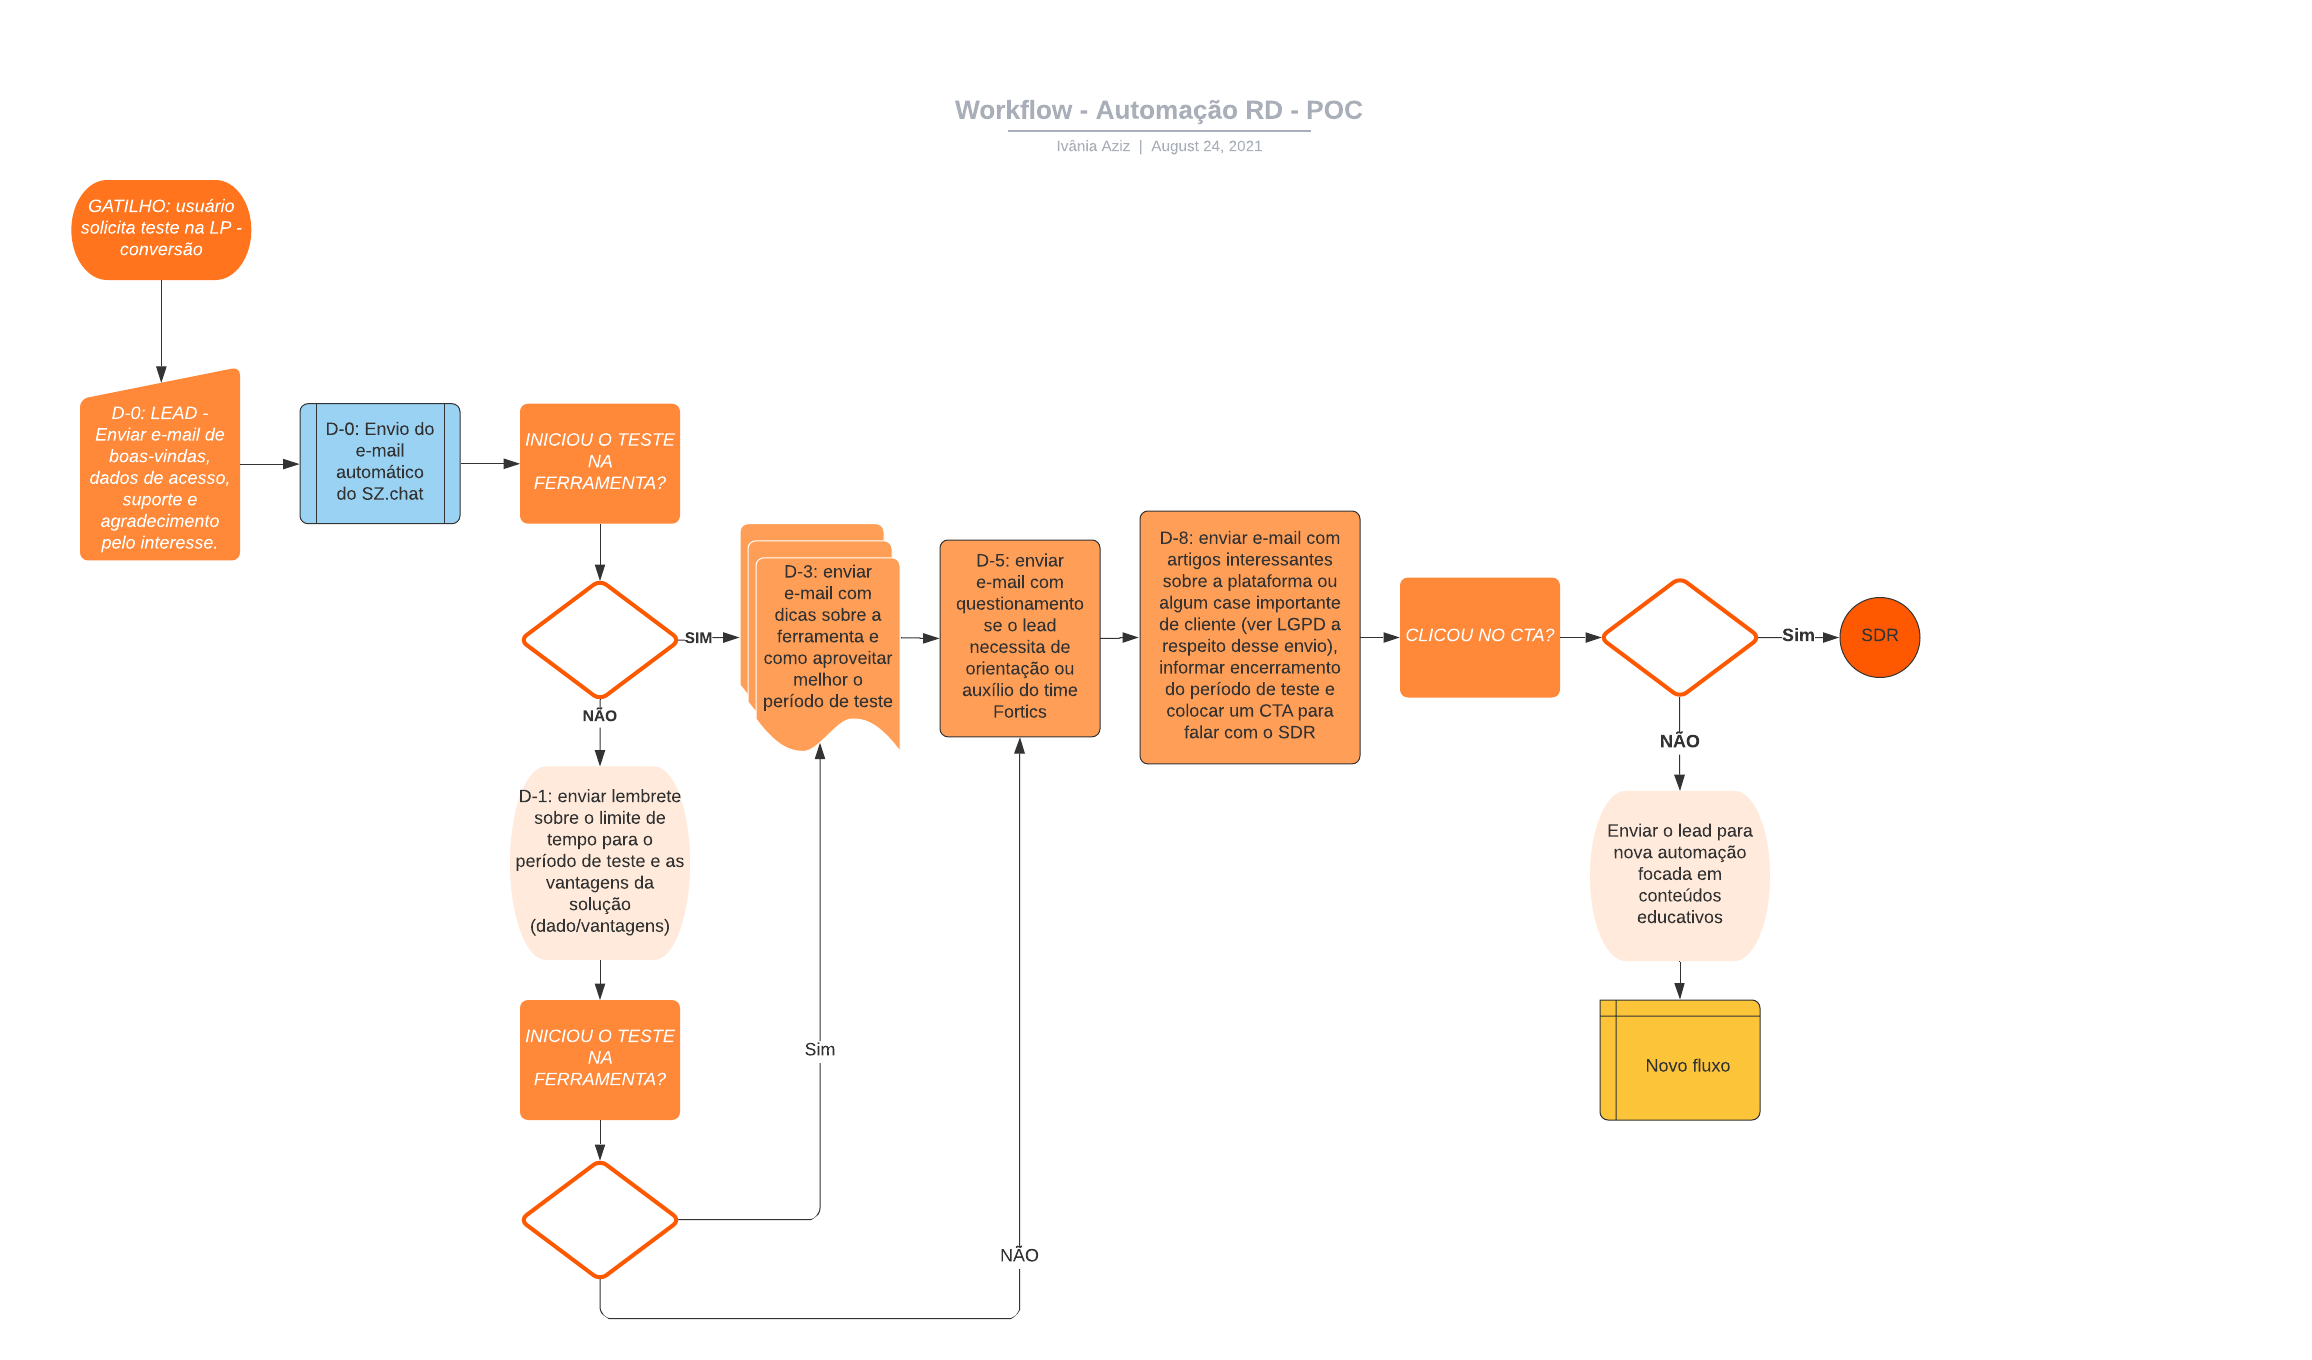 Workflow - Automação RD - POC
Ivânia Aziz | August 24, 2021
GATILHO: usuário
solicita teste na LP -
conversão
D-0: LEAD -
Enviar e-mail de
boas-vindas,
dados de acesso,
suporte e
agradecimento
pelo interesse.
D-0: Envio do
e-mail
automático
do SZ.chat
INICIOU O TESTE
NA
FERRAMENTA?
SIM
NÃO
D-3: enviar
e-mail com
dicas sobre a
ferramenta e
como aproveitar
melhor o
período de teste
D-5: enviar
e-mail com
questionamento
se o lead
necessita de
orientação ou
auxílio do time
Fortics
D-8: enviar e-mail com
artigos interessantes
sobre a plataforma ou
algum case importante
de cliente (ver LGPD a
respeito desse envio),
informar encerramento
do período de teste e
colocar um CTA para
falar com o SDR
CLICOU NO CTA?
Sim
SDR
NÃO
Enviar o lead para
nova automação
focada em
conteúdos
educativos
Novo fluxo
D-1: enviar lembrete
sobre o limite de
tempo para o
período de teste e as
vantagens da
solução
(dado/vantagens)
INICIOU O TESTE
NA
FERRAMENTA?
Sim
NÃO